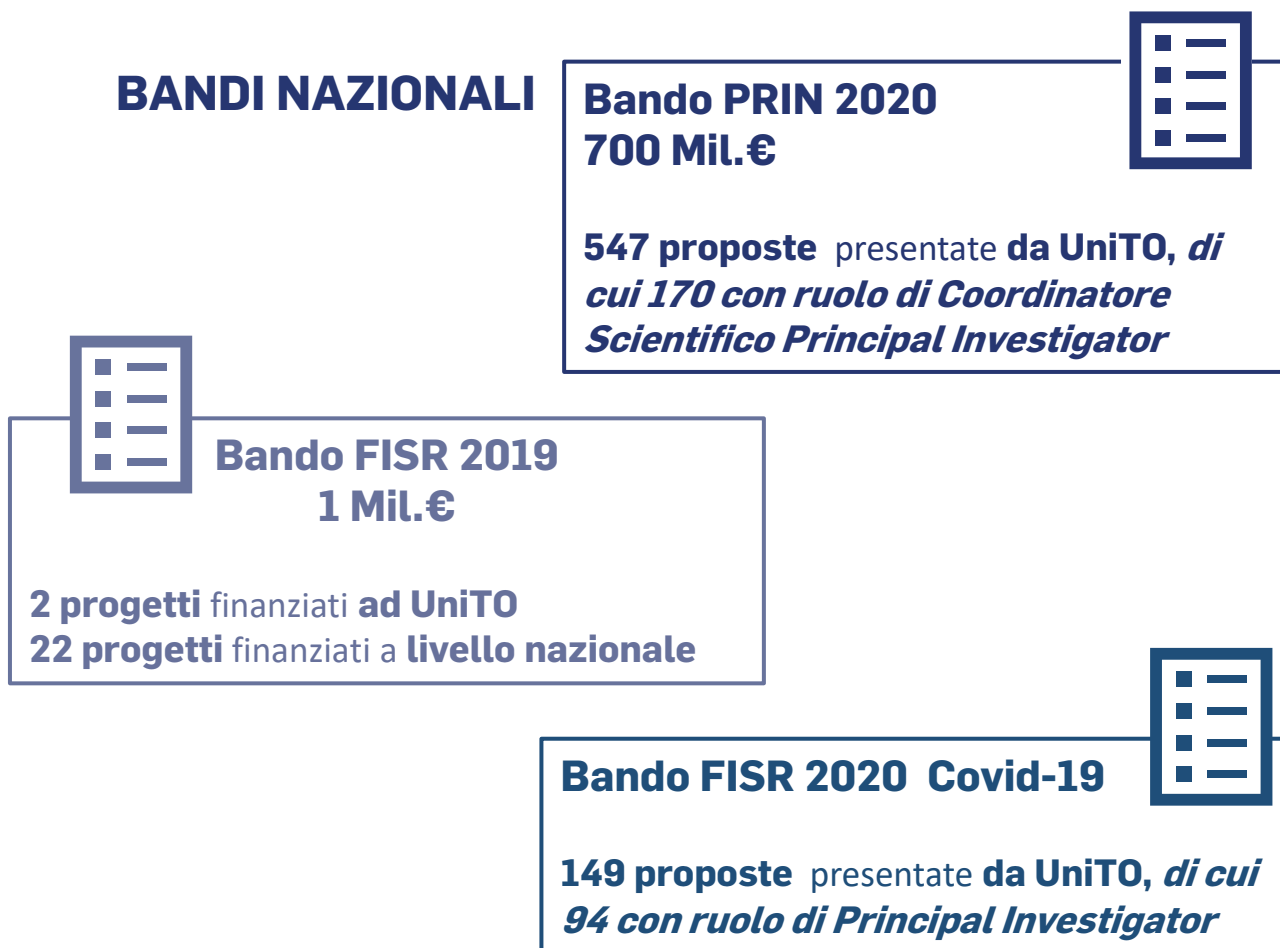 BANDI NAZIONALI
Bando PRIN 2020
700 Mil.€
547 proposte presentate da UniTO, di
cui 170 con ruolo di Coordinatore
Scientifico Principal Investigator
Bando FISR 2019
1 Mil.€
2 progetti finanziati ad UniTO
22 progetti finanziati a livello nazionale
Bando FISR 2020 Covid-19
149 proposte presentate da UniTO, di cui
94 con ruolo di Principal Investigator